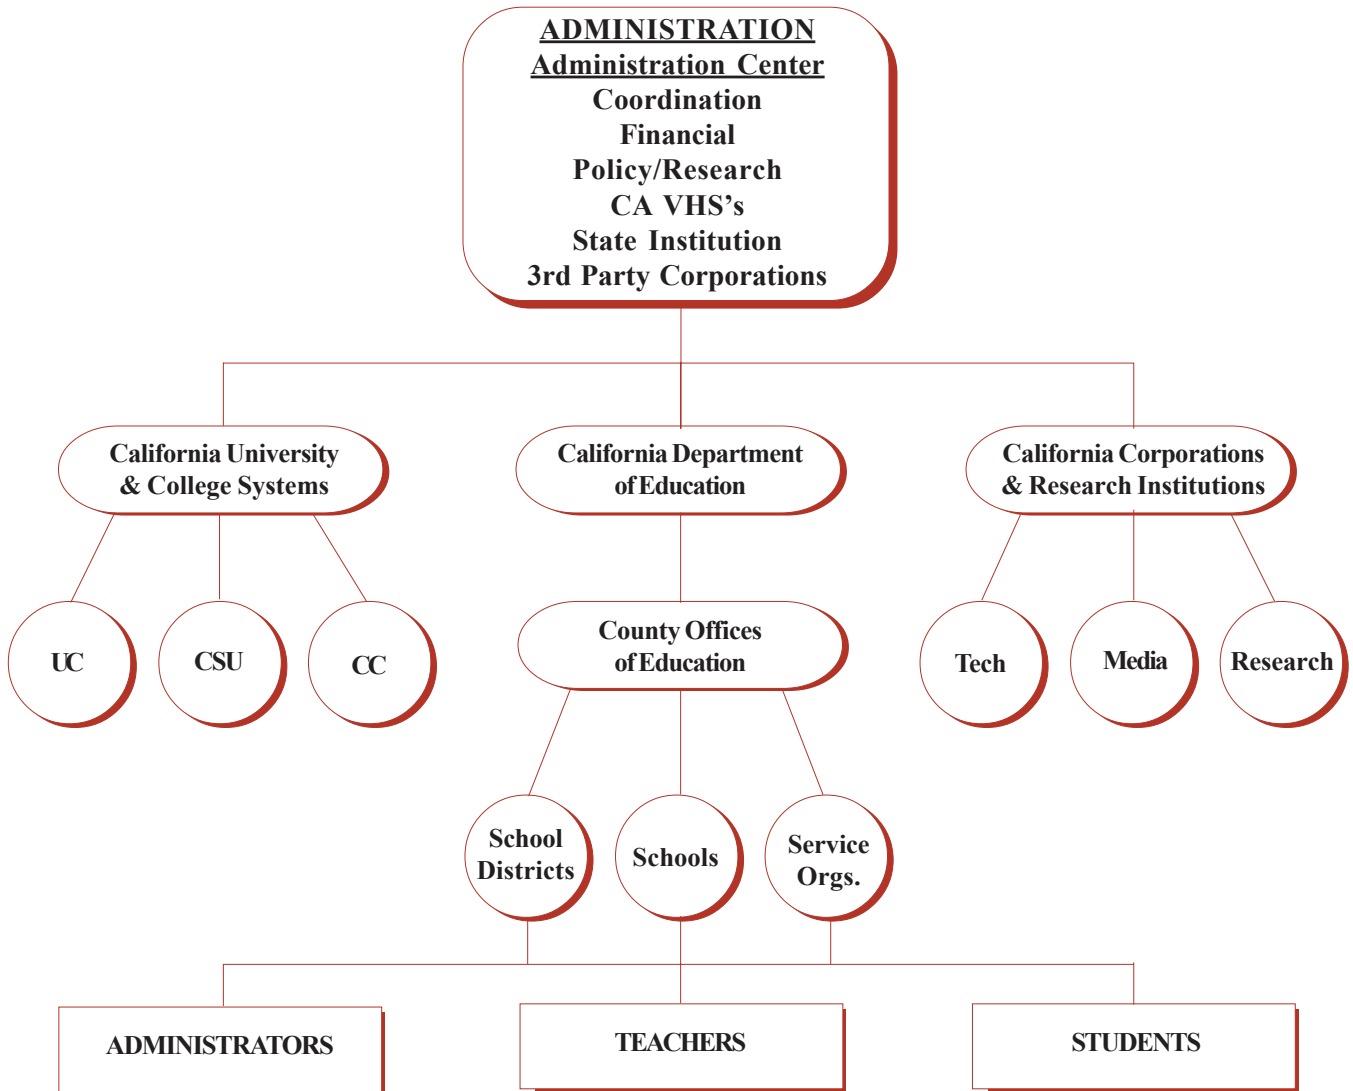 ADMINISTRATION
Administration Center
Coordination
Financial
Policy/Research
CA VHS’s
State Institution
3rd Party Corporations
California University
& College Systems
California Department
of Education
California Corporations
& Research Institutions
UC
CSU
CC
County Offices
of Education
Tech
Media
Research
School
Districts
Schools
Service
Orgs.
ADMINISTRATORS
TEACHERS
STUDENTS